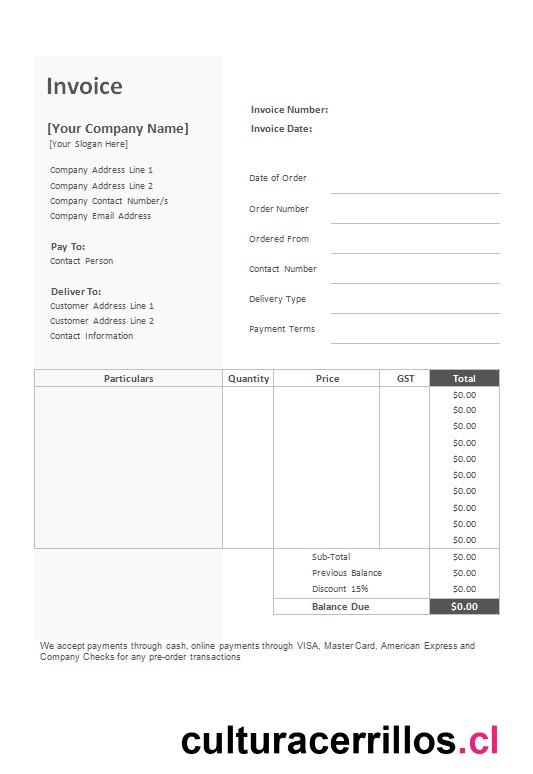 Invoice
[Your Company Name]
[Your Slogan Here]
Company Address Line 1
Company Address Line 2
Company Contact Number/s
Company Email Address
Pay To:
Contact Person
Deliver To:
Customer Address Line 1
Customer Address Line 2
Contact Information
Invoice Number:
Invoice Date:
Date of Order
Order Number
Ordered From
Contact Number
Delivery Type
Payment Terms
Particulars Quantity Price GST Total
$0.00
$0.00
$0.00
$0.00
$0.00
$0.00
$0.00
$0.00
$0.00
$0.00
Sub-Total $0.00
Previous Balance $0.00
Discount 15% $0.00
Balance Due $0.00
We accept payments through cash, online payments through VISA, MasterCard, American Express and
Company Checks for any pre-order transactions
culturacerrillos.cl